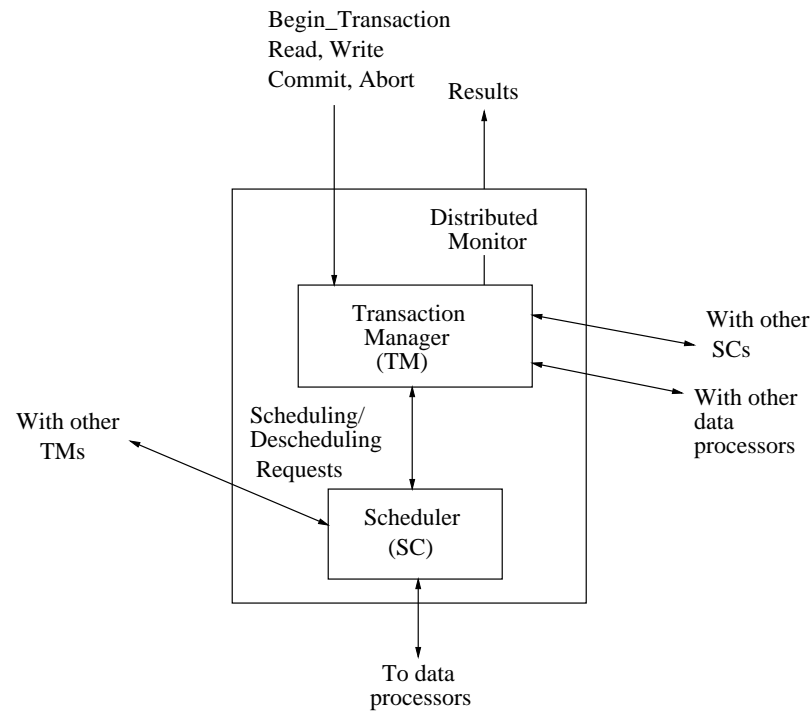 Begin_Transaction
Read, Write
Commit, Abort
Results
Distributed
Monitor
Transaction
Manager
(TM)
With other
SCs
With other
data
processors
Scheduling/
Descheduling
Requests
With other
TMs
Scheduler
(SC)
To data
processors